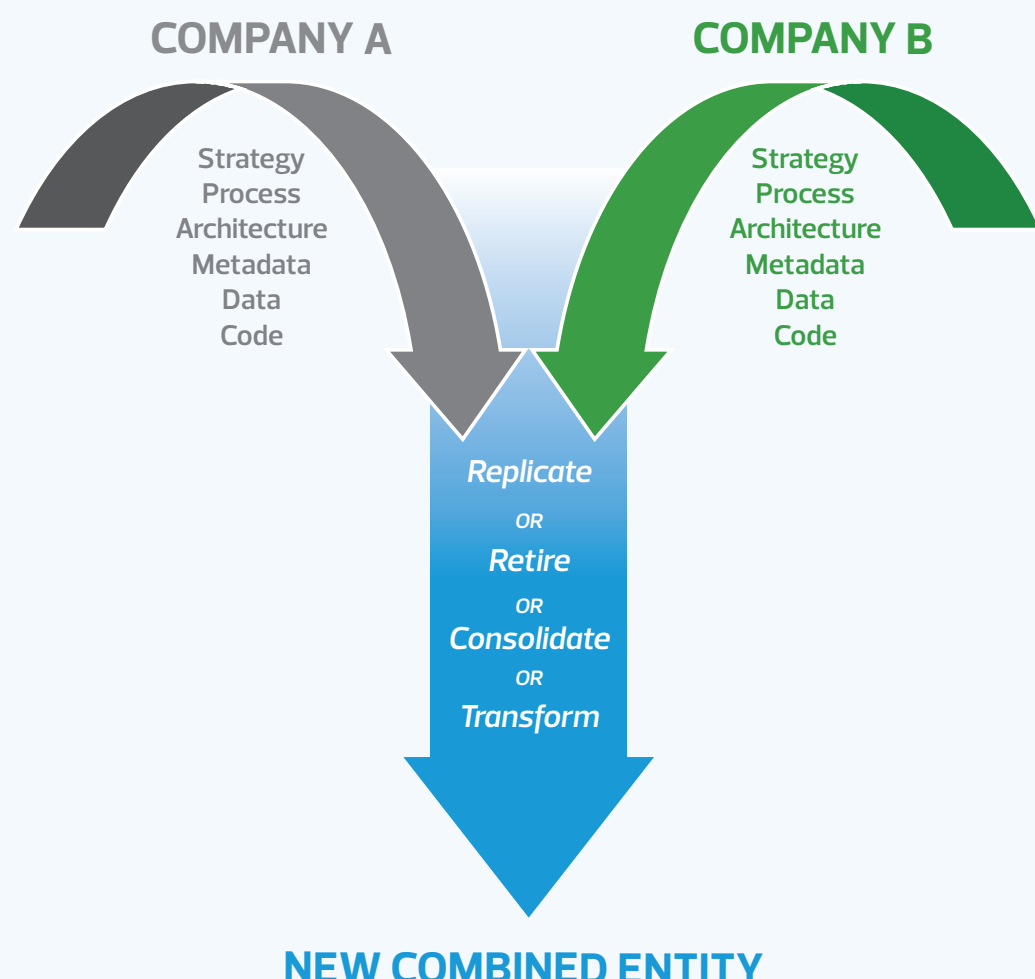 COMPANY A
Strategy
Process
Architecture
Metadata
Data
Code
COMPANY B
Strategy
Process
Architecture
Metadata
Data
Code
Replicate
OR
Retire
OR
Consolidate
OR
Transform
NEW COMBINED ENTITY